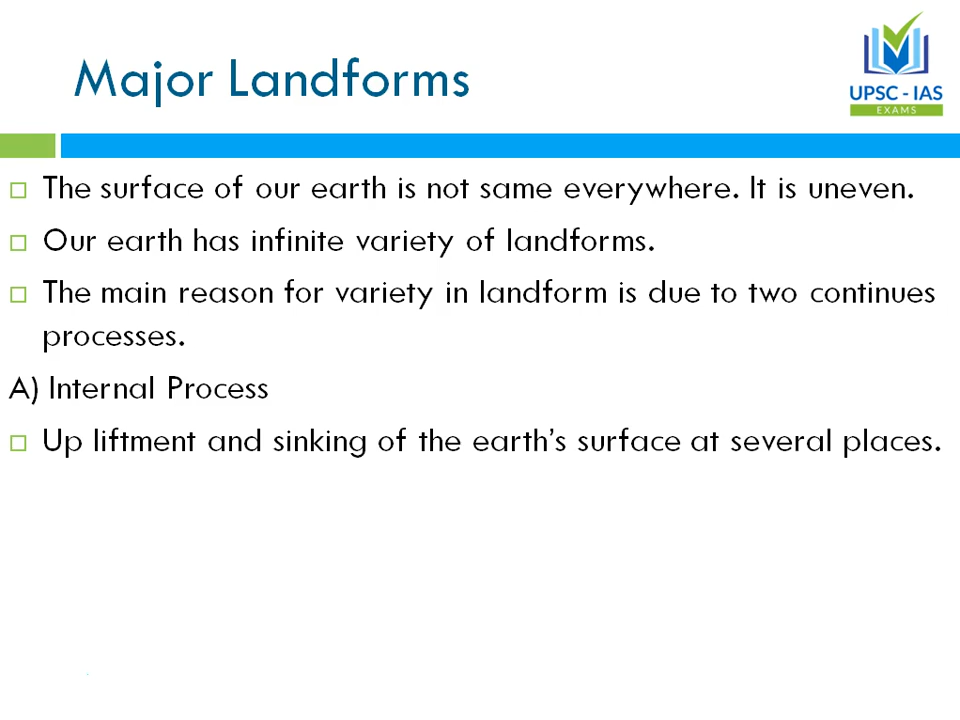 Major Landforms
UPSC - IAS
EXAMS
The surface of our earth is not same everywhere. It is uneven.
Our earth has infinite variety of landforms.
The main reason for variety in landform is due to two continues
processes.
A) Internal Process
Up liftment and sinking of the earth’s surface at several places.